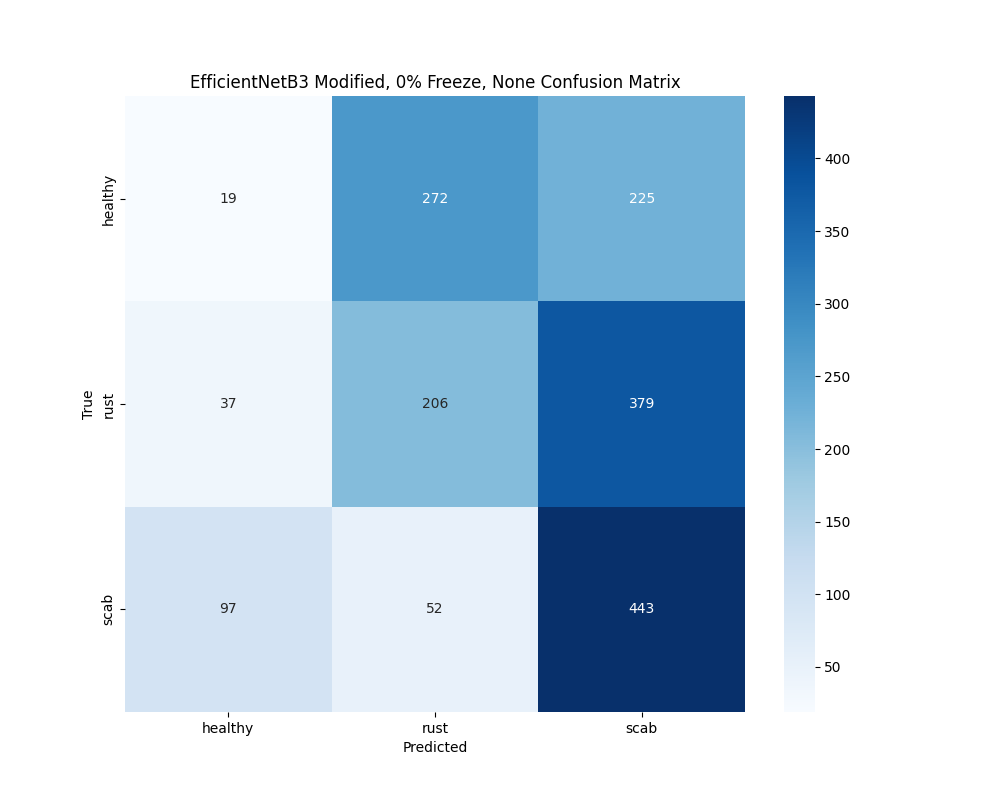 EfficientNetB3 Modified, 0% Freeze, None Confusion Matrix
healthy
19
272
225
True
rust
37
206
379
scab
97
52
443
healthy
rust
scab
Predicted
400
350
300
250
200
150
100
50